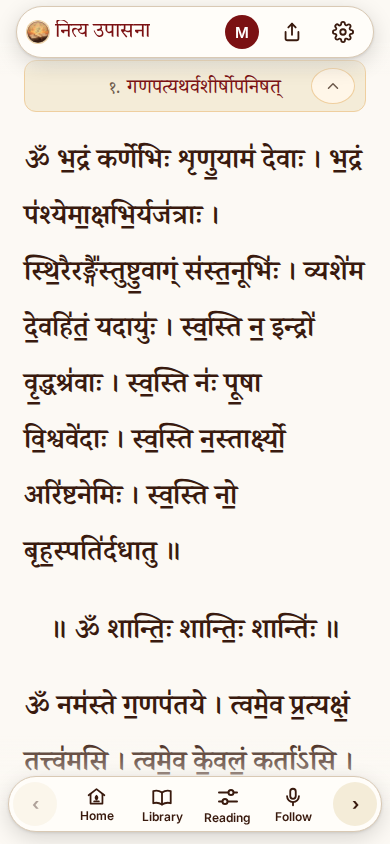 नित्य उपासना
M
१. गणपत्यथर्वशीर्षोपनिषत्
ॐ भ॒द्रं कर्णे॑भिः शृणु॒याम॑ देवाः । भ॒द्रं
प॑श्येमा॒क्षभि॒र्यज॑त्राः ।
स्थि॒रैरङ्गै᳚स्तुष्टु॒वाग्ं स॑स्त॒नूभिः॑ । व्यशे॑म
दे॒वहि॑तं॒ यदायुः॑ । स्व॒स्ति न॒ इन्द्रो॑
वृ॒द्धश्र॑वाः । स्व॒स्ति नः॑ पू॒षा
वि॒श्ववे॑दाः । स्व॒स्ति न॒स्तार्क्ष्यो॒
अरि॑ष्टनेमिः । स्व॒स्ति नो॒
बृह॒स्पति॑र्दधातु ॥
॥ ॐ शान्तिः॒ शान्तिः॒ शान्तिः॑ ॥
ॐ नम॑स्ते ग॒णप॑तये । त्वमे॒व प्र॒त्यक्षं॒
तत्त्व॑मसि । त्वमे॒व के॒वलं॒ कर्ता॑ऽसि ।
Home Library Reading Follow